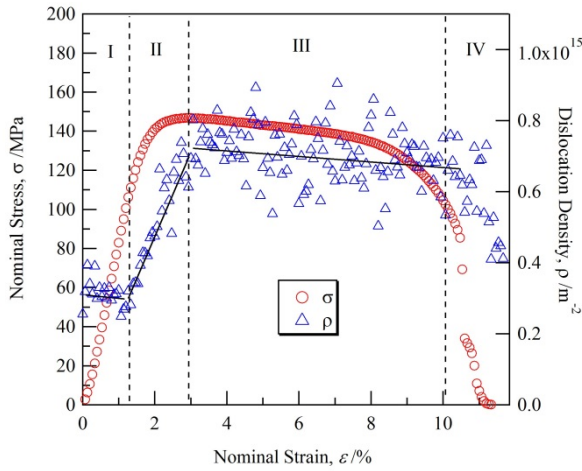 I II III IV
200
180
160
140
120
100
80
60
40
20
0
Nominal Stress, σ /MPa
1.0x10¹⁵
0.8
0.6
0.4
0.2
0.0
Dislocation Density, ρ /m⁻²
σ
ρ
0 2 4 6 8 10
Nominal Strain, ε /%